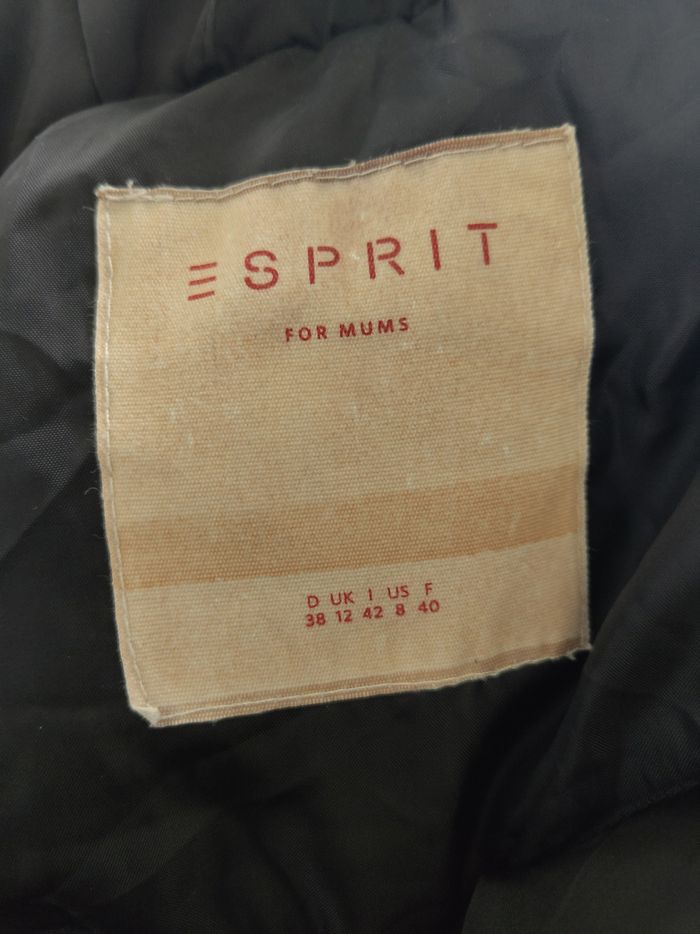 ESPRIT
FOR MUMS
D UK I US F
38 12 42 8 40